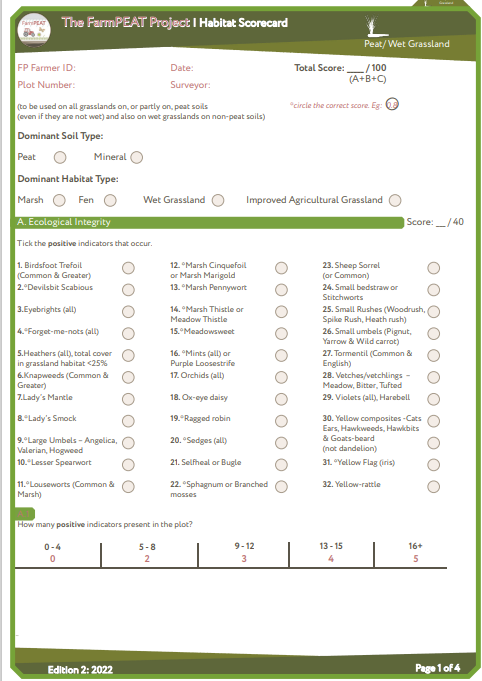 FarmPEAT
The FarmPEAT Project I Habitat Scorecard
Peat/ Wet Grassland
FP Farmer ID: Date: Total Score: ___ / 100
(A+B+C)
Plot Number: Surveyor:
(to be used on all grasslands on, or partly on, peat soils
(even if they are not wet) and also on wet grasslands on non-peat soils)
*circle the correct score. Eg: 0.8
Dominant Soil Type:
Peat Mineral
Dominant Habitat Type:
Marsh Fen Wet Grassland Improved Agricultural Grassland
A. Ecological Integrity Score: __ / 40
Tick the positive indicators that occur.
1. Birdsfoot Trefoil
(Common & Greater)
2.*Devilsbit Scabious
3.Eyebrights (all)
4.*Forget-me-nots (all)
5.Heathers (all), total cover
in grassland habitat <25%
6.Knapweeds (Common &
Greater)
7.Lady's Mantle
8.*Lady's Smock
9.*Large Umbels – Angelica,
Valerian, Hogweed
10.*Lesser Spearwort
11.*Louseworts (Common &
Marsh)
12.*Marsh Cinquefoil
or Marsh Marigold
13.*Marsh Pennywort
14.*Marsh Thistle or
Meadow Thistle
15.*Meadowsweet
16.*Mints (all) or
Purple Loosestrife
17. Orchids (all)
18. Ox-eye daisy
19.*Ragged robin
20.*Sedges (all)
21. Selfheal or Bugle
22.*Sphagnum or Branched
mosses
23. Sheep Sorrel
(or Common)
24. Small bedstraw or
Stitchworts
25. Small Rushes (Woodrush,
Spike Rush, Heath rush)
26. Small umbels (Pignut,
Yarrow & Wild carrot)
27. Tormentil (Common &
English)
28. Vetches/vetchlings –
Meadow, Bitter, Tufted
29. Violets (all), Harebell
30. Yellow composites -Cats
Ears, Hawkweeds, Hawkbits
& Goats-beard
(not dandelion)
31. *Yellow Flag (iris)
32. Yellow-rattle
How many positive indicators present in the plot?
0 - 4 5 - 8 9 - 12 13 - 15 16+
0 2 3 4 5
Edition 2: 2022 Page 1 of 4